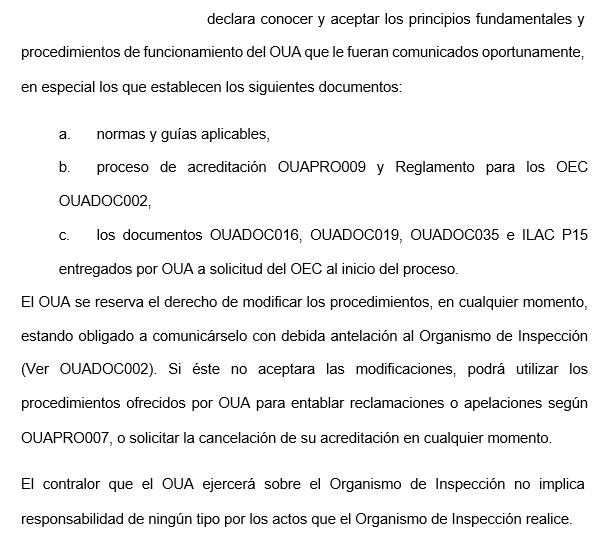 declara conocer y aceptar los principios fundamentales y
procedimientos de funcionamiento del OUA que le fueran comunicados oportunamente,
en especial los que establecen los siguientes documentos:
a. normas y guías aplicables,
b. proceso de acreditación OUAPRO009 y Reglamento para los OEC
OUADOC002,
c. los documentos OUADOC016, OUADOC019, OUADOC035 e ILAC P15
entregados por OUA a solicitud del OEC al inicio del proceso.
El OUA se reserva el derecho de modificar los procedimientos, en cualquier momento,
estando obligado a comunicárselo con debida antelación al Organismo de Inspección
(Ver OUADOC002). Si éste no aceptara las modificaciones, podrá utilizar los
procedimientos ofrecidos por OUA para entablar reclamaciones o apelaciones según
OUAPRO007, o solicitar la cancelación de su acreditación en cualquier momento.
El contralor que el OUA ejercerá sobre el Organismo de Inspección no implica
responsabilidad de ningún tipo por los actos que el Organismo de Inspección realice.